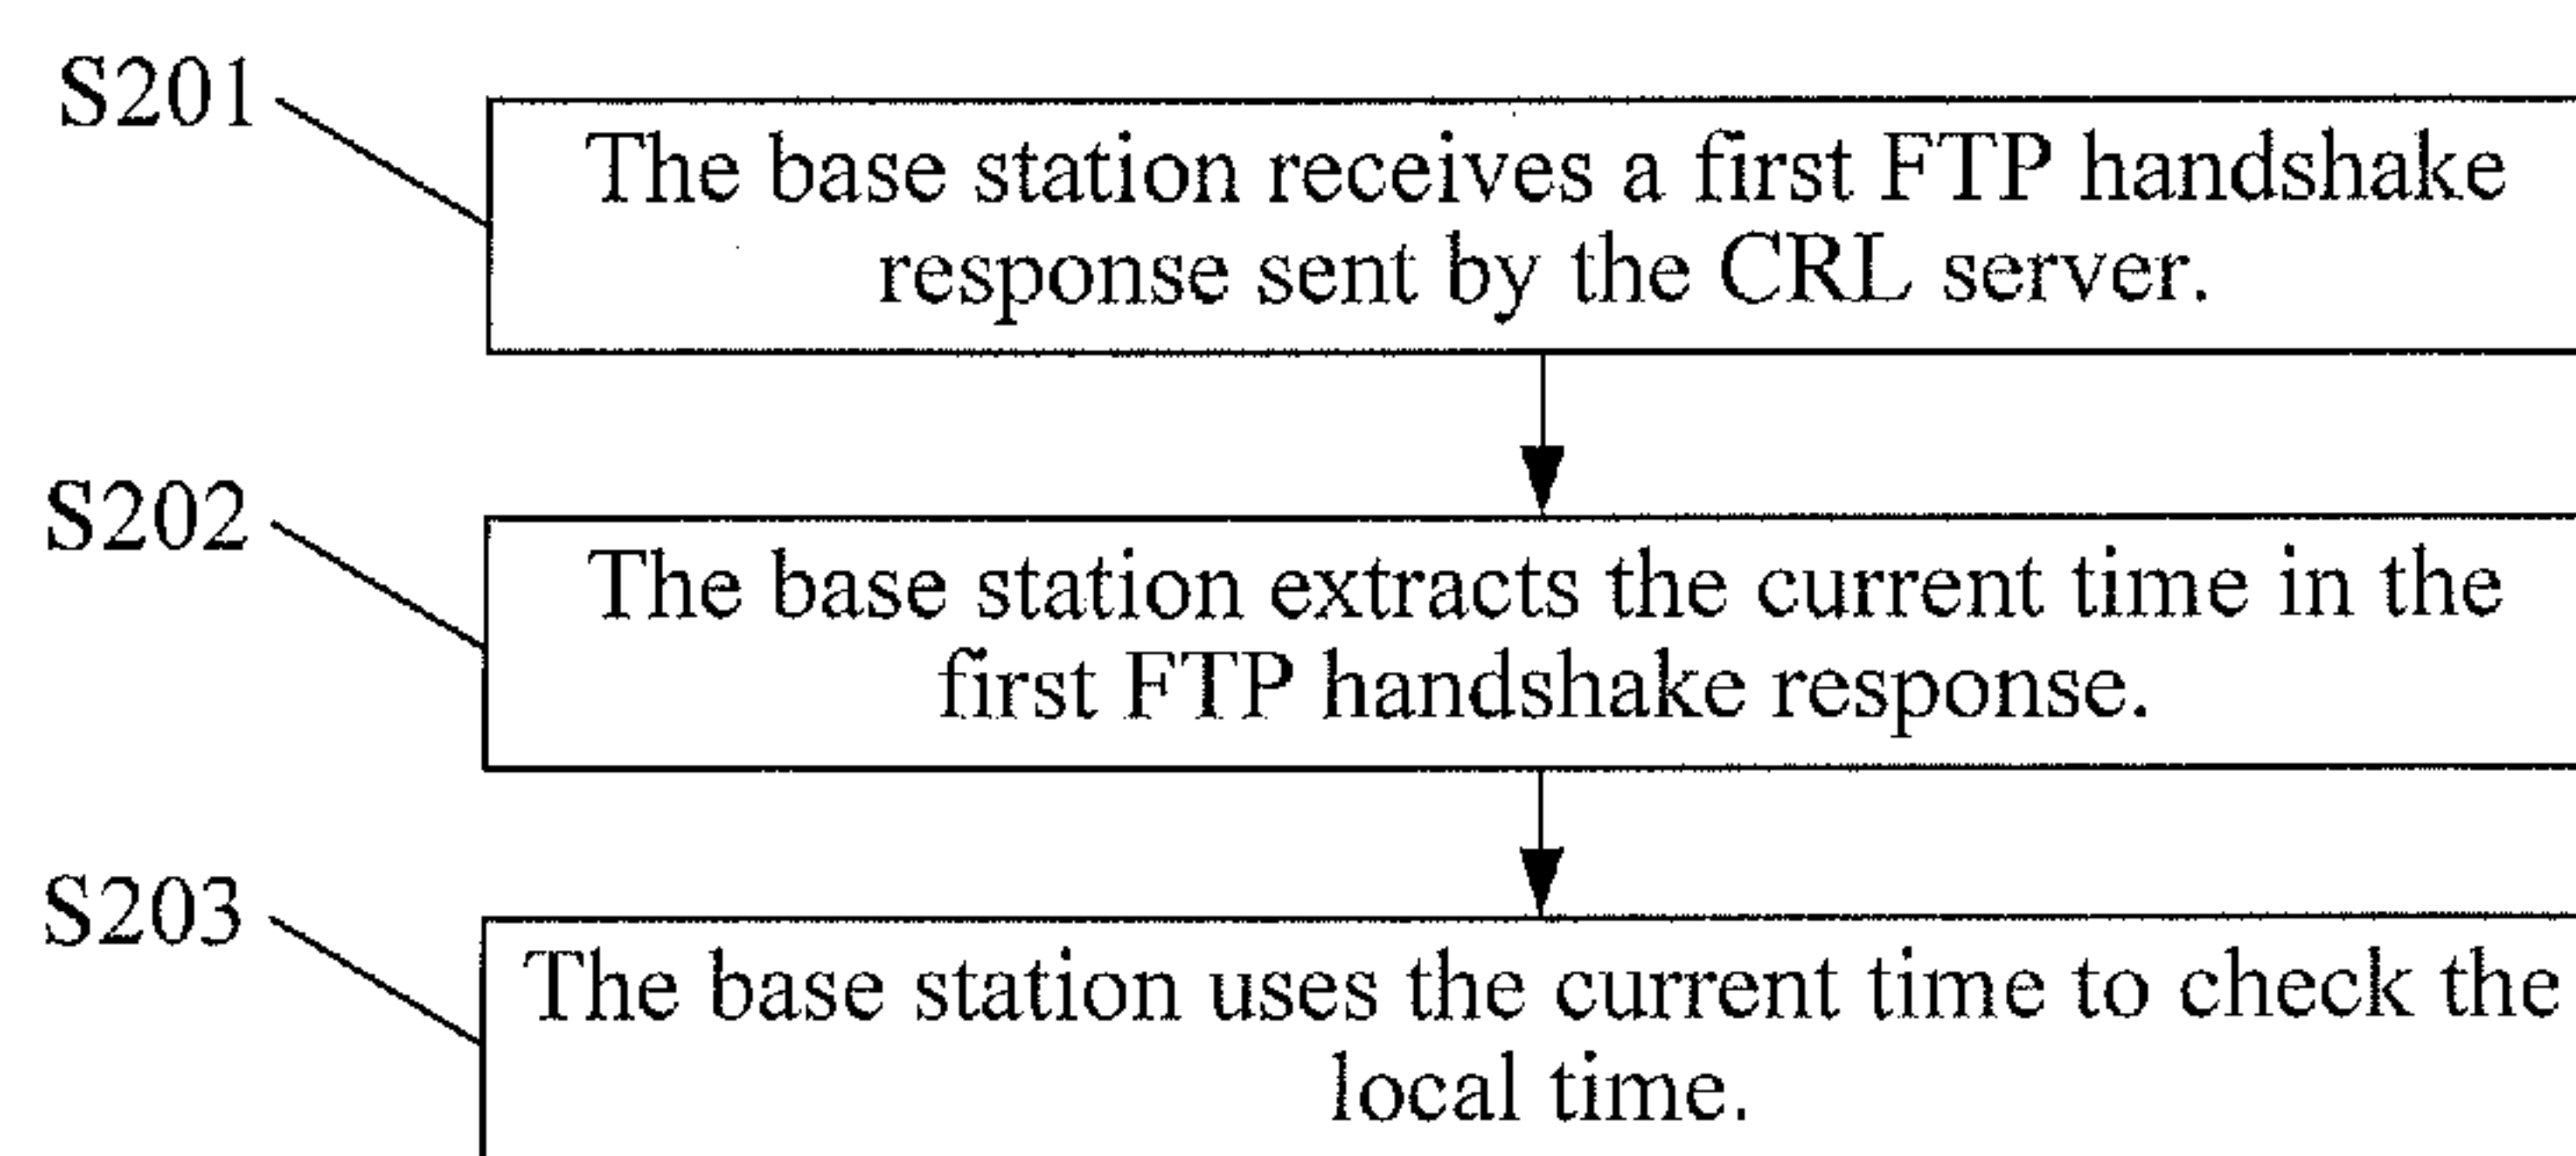 S201
The base station receives a first FTP handshake
response sent by the CRL server.
S202
The base station extracts the current time in the
first FTP handshake response.
S203
The base station uses the current time to check the
local time.